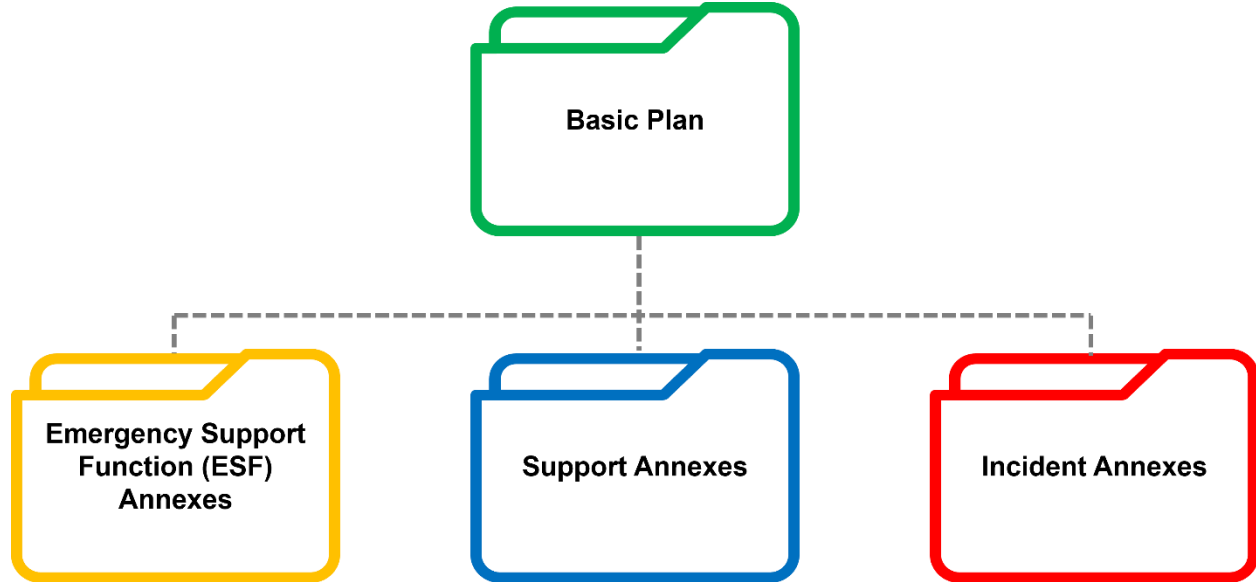 Basic Plan
Emergency Support
Function (ESF)
Annexes
Support Annexes
Incident Annexes